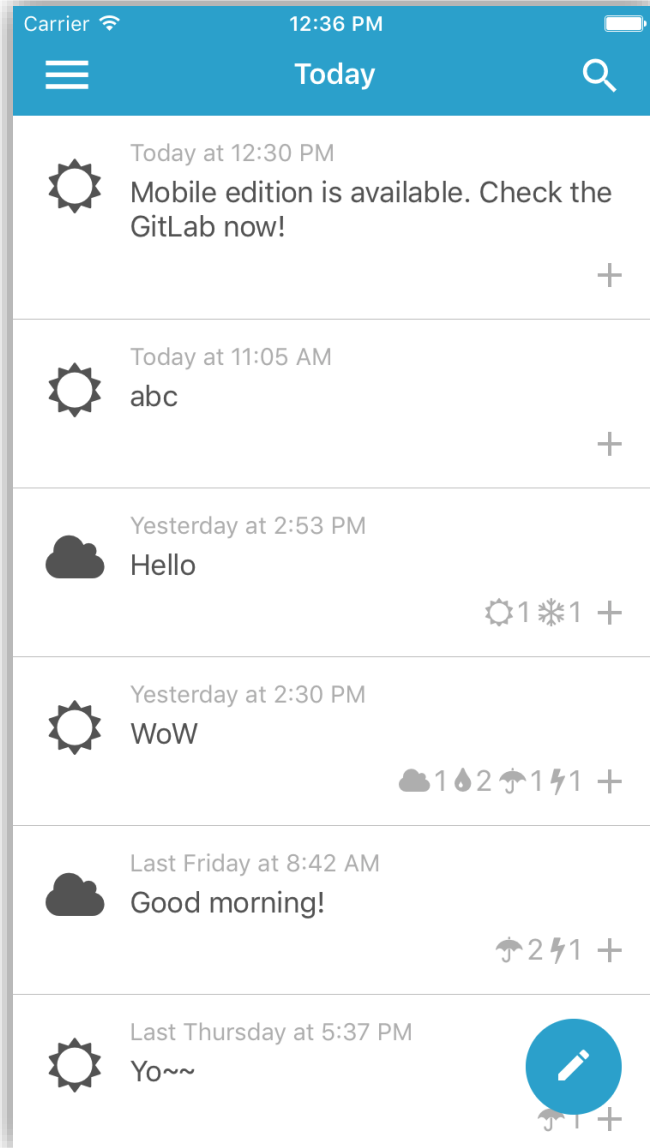 Carrier 12:36 PM
Today
Today at 12:30 PM
Mobile edition is available. Check the
GitLab now!
+
Today at 11:05 AM
abc
+
Yesterday at 2:53 PM
Hello
1 1 +
Yesterday at 2:30 PM
WoW
1 2 1 1 +
Last Friday at 8:42 AM
Good morning!
2 1 +
Last Thursday at 5:37 PM
Yo~~
1 +